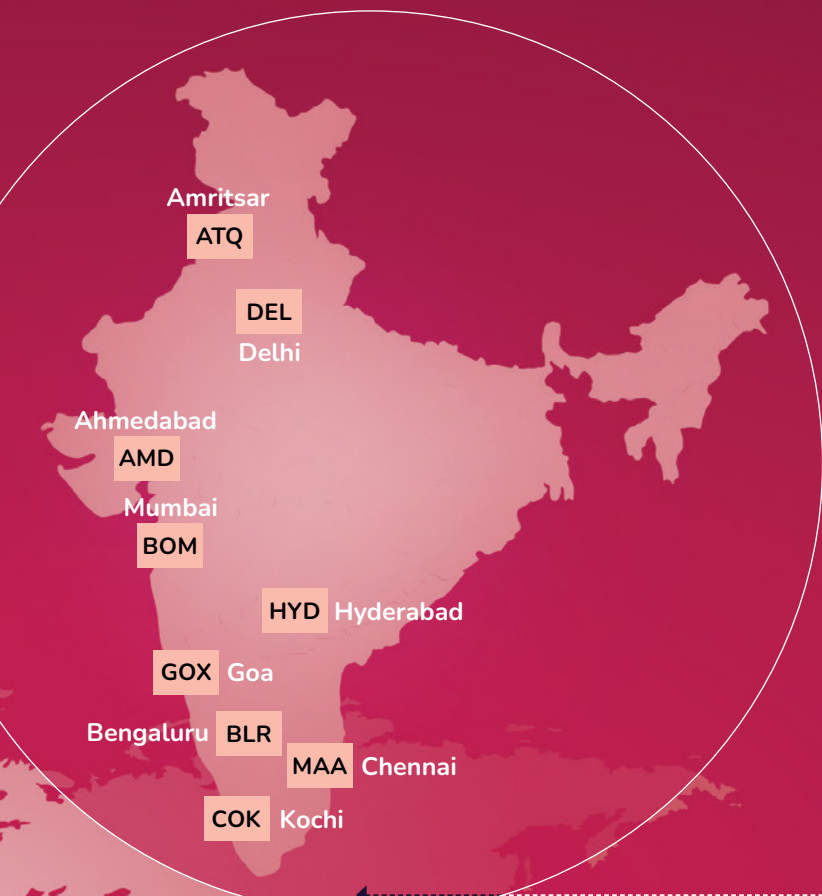 Amritsar
ATQ
DEL
Delhi
Ahmedabad
AMD
Mumbai
BOM
HYD Hyderabad
GOX Goa
Bengaluru BLR
MAA Chennai
COK Kochi